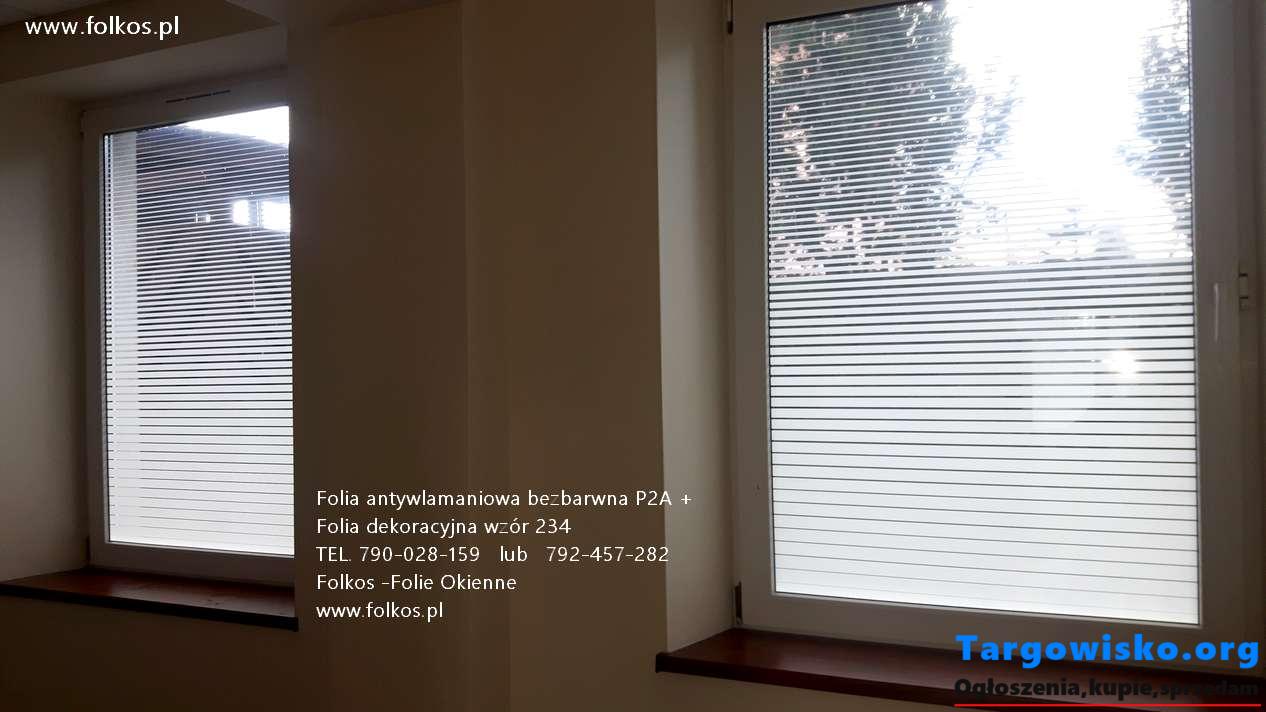 www.folkos.pl
Folia antywlamaniowa bezbarwna P2A +
Folia dekoracyjna wzór 234
TEL. 790-028-159 lub 792-457-282
Folkos -Folie Okienne
www.folkos.pl
Targowisko.org
Ogłoszenia,kupie,sprzedam